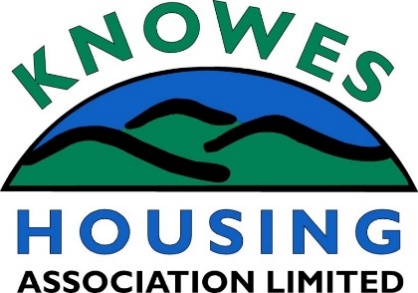 KNOWES
HOUSING
ASSOCIATION LIMITED